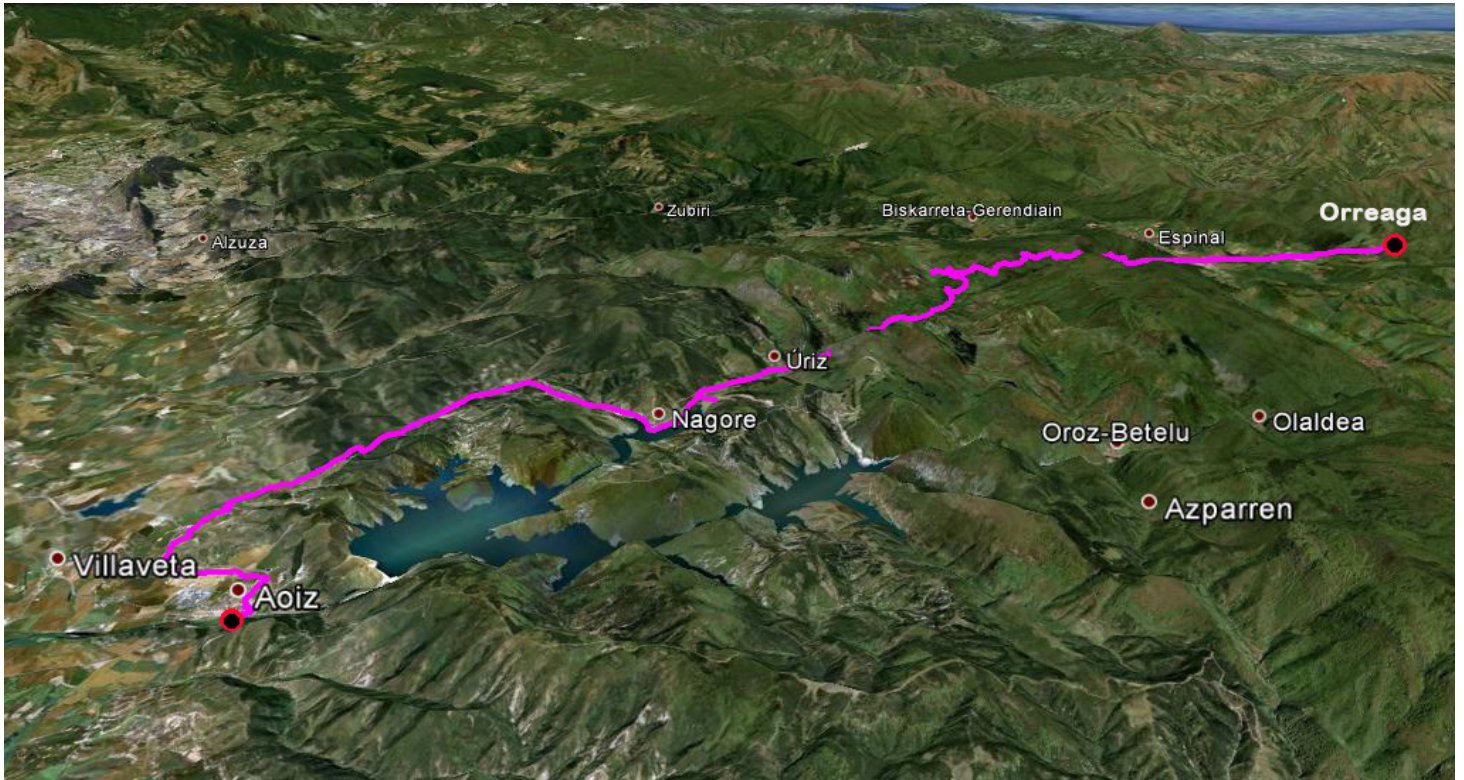 Zubiri
Biskarreta-Gerendiain
Orreaga
Alzuza
Espinal
Úriz
Nagore
Oroz-Betelu
Olaldea
Azparren
Villaveta
Aoiz